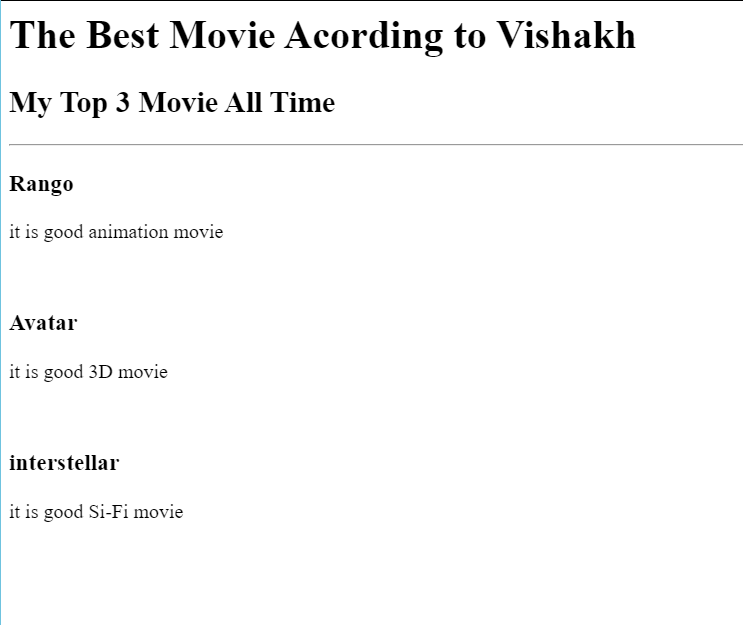 The Best Movie Acording to Vishakh
My Top 3 Movie All Time
Rango
it is good animation movie
Avatar
it is good 3D movie
interstellar
it is good Si-Fi movie